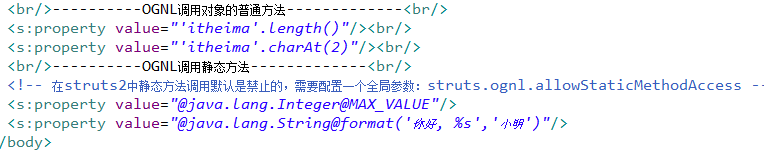 <br/>----------OGNL调用对象的普通方法----------<br/>
<s:property value="'itheima'.length()"/><br/>
<s:property value="'itheima'.charAt(2)"/><br/>
<br/>----------OGNL调用静态方法-------------<br/>
<!-- 在struts2中静态方法调用默认是禁止的，需要配置一个全局参数：struts.ognl.allowStaticMethodAccess --
<s:property value="@java.lang.Integer@MAX_VALUE"/>
<s:property value="@java.lang.String@format('你好, %s','小明')"/>
/body>